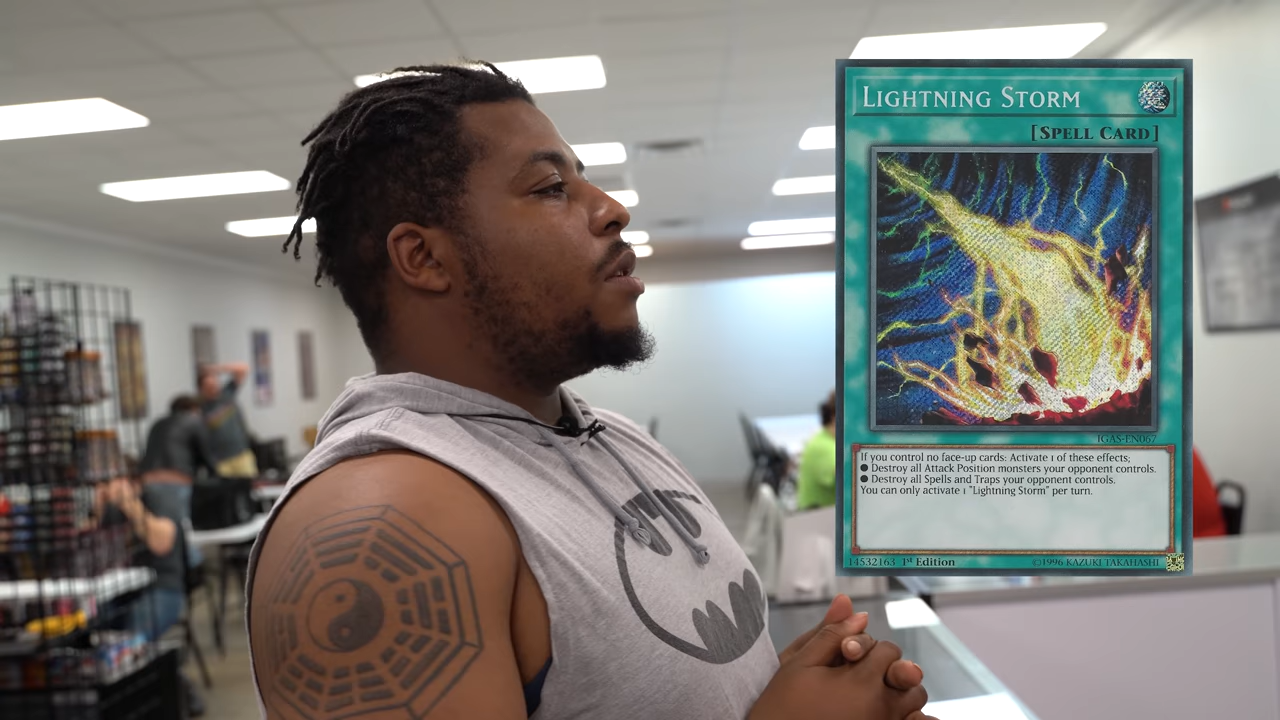 LIGHTNING STORM
[SPELL CARD]
IGAS-EN067
If you control no face-up cards: Activate 1 of these effects;
● Destroy all Attack Position monsters your opponent controls.
● Destroy all Spells and Traps your opponent controls.
You can only activate 1 "Lightning Storm" per turn.
14532163 1st Edition ©1996 KAZUKI TAKAHASHI